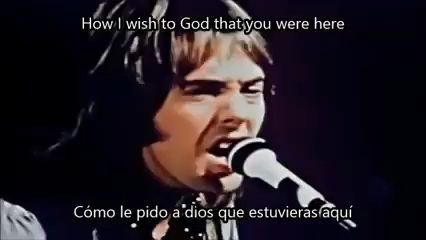 How I wish to God that you were here
Cómo le pido a dios que estuvieras aquí